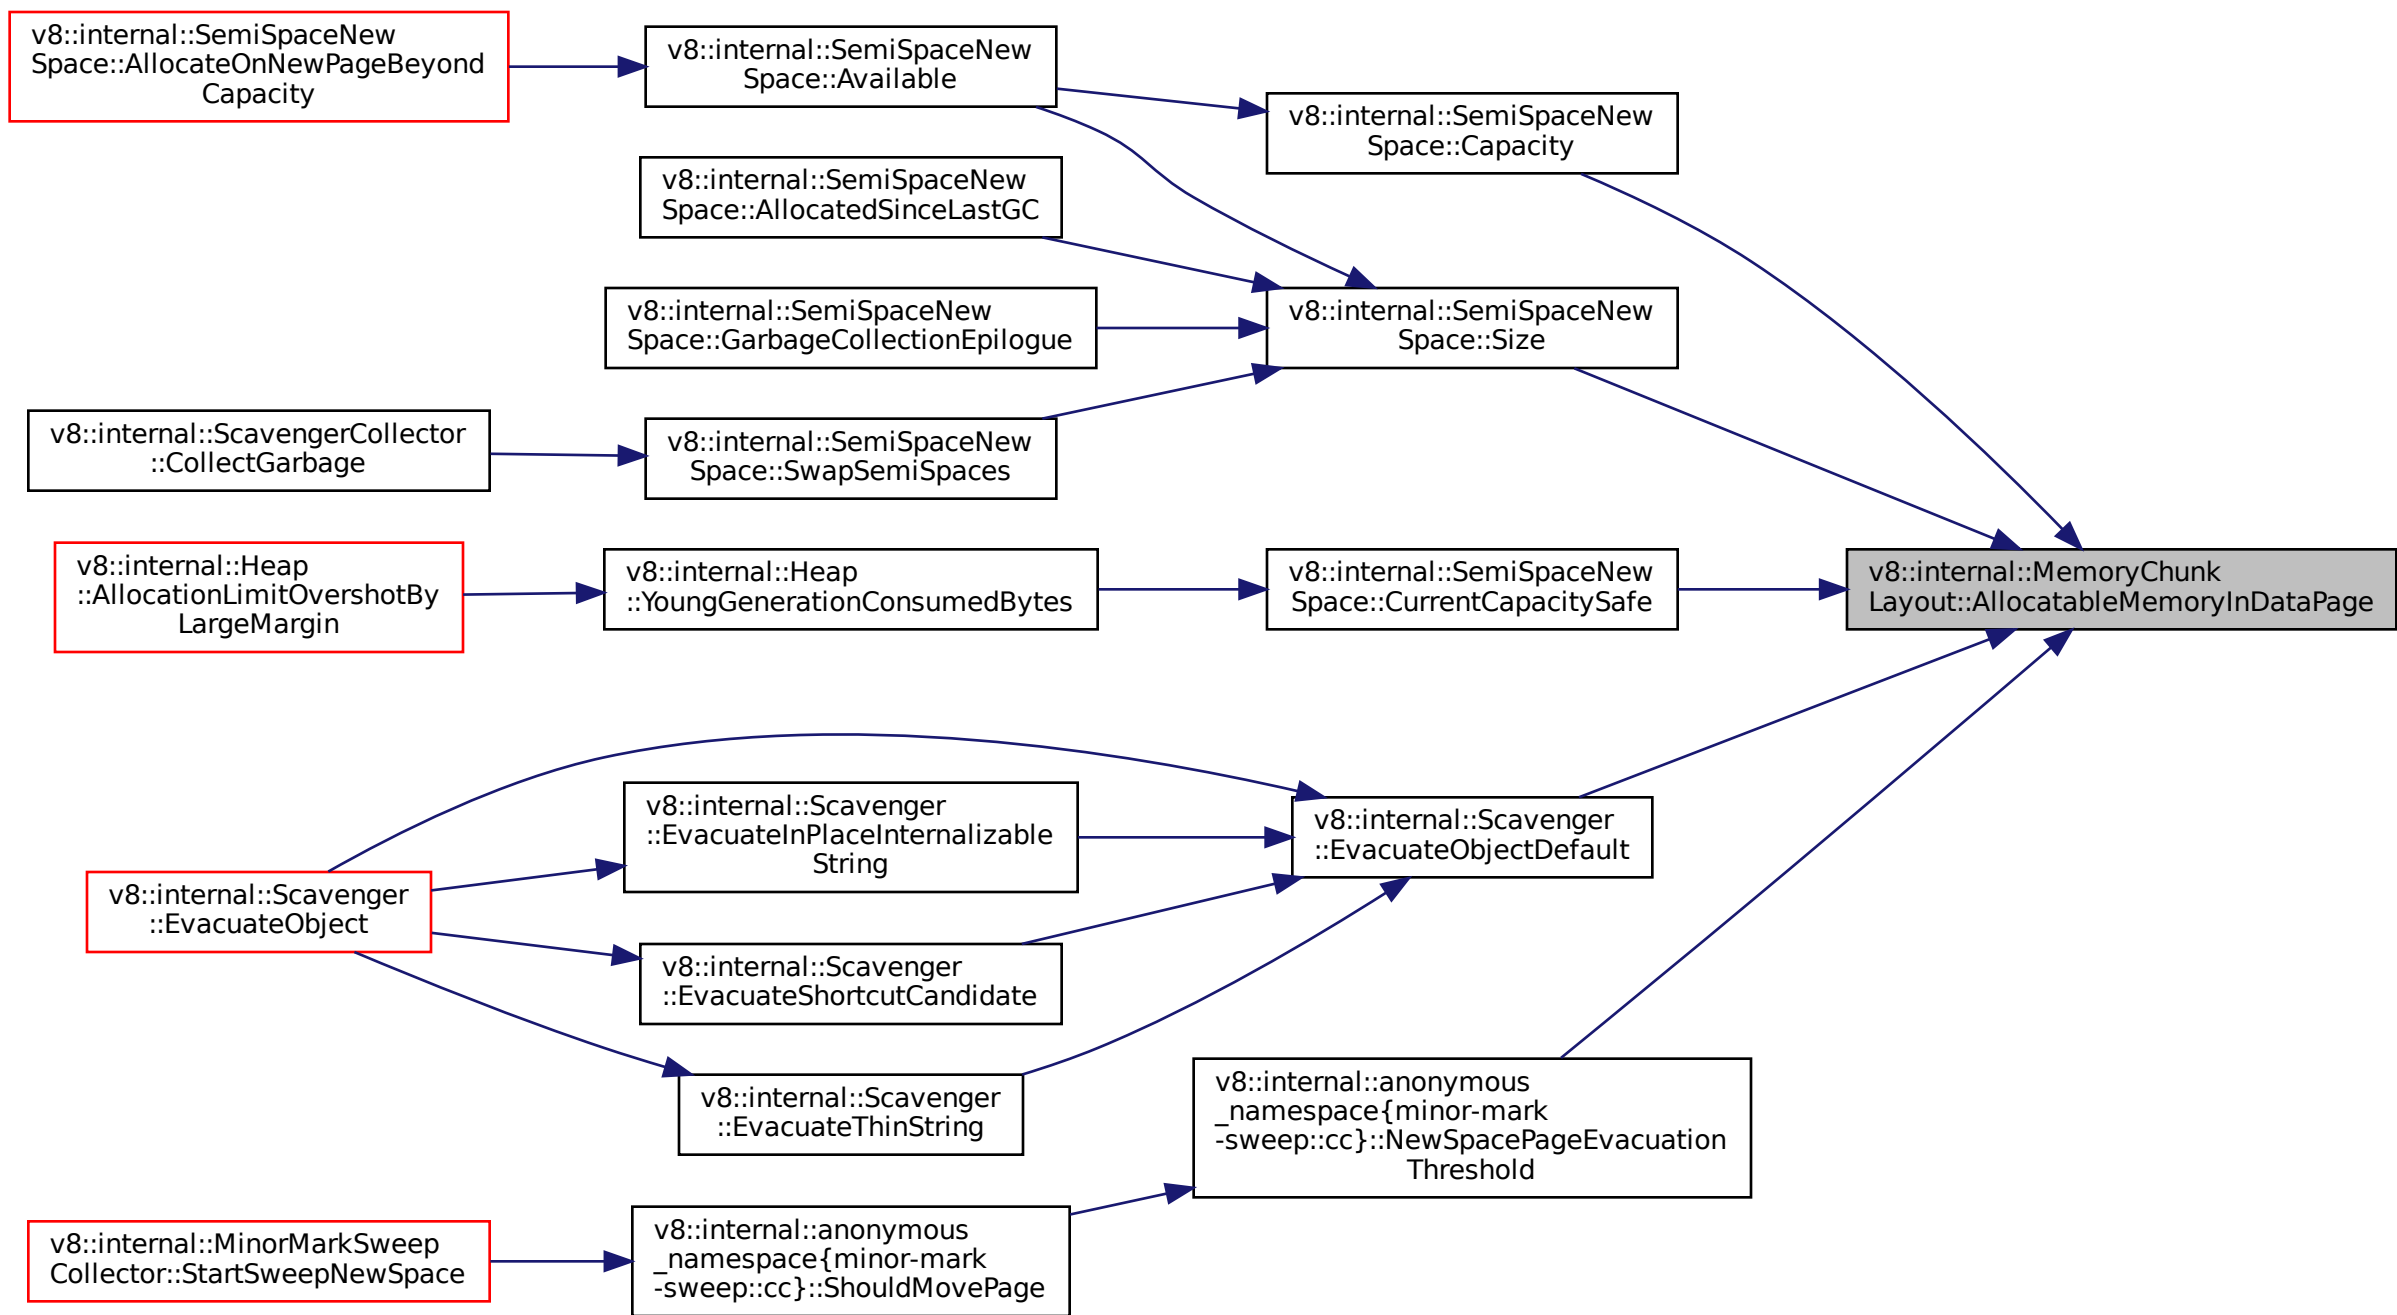 v8::internal::SemiSpaceNew
Space::AllocateOnNewPageBeyond
Capacity
v8::internal::SemiSpaceNew
Space::Available
v8::internal::SemiSpaceNew
Space::Capacity
v8::internal::SemiSpaceNew
Space::AllocatedSinceLastGC
v8::internal::SemiSpaceNew
Space::GarbageCollectionEpilogue
v8::internal::SemiSpaceNew
Space::Size
v8::internal::ScavengerCollector
::CollectGarbage
v8::internal::SemiSpaceNew
Space::SwapSemiSpaces
v8::internal::Heap
::AllocationLimitOvershotBy
LargeMargin
v8::internal::Heap
::YoungGenerationConsumedBytes
v8::internal::SemiSpaceNew
Space::CurrentCapacitySafe
v8::internal::MemoryChunk
Layout::AllocatableMemoryInDataPage
v8::internal::Scavenger
::EvacuateInPlaceInternalizable
String
v8::internal::Scavenger
::EvacuateObjectDefault
v8::internal::Scavenger
::EvacuateObject
v8::internal::Scavenger
::EvacuateShortcutCandidate
v8::internal::Scavenger
::EvacuateThinString
v8::internal::anonymous
_namespace{minor-mark
-sweep::cc}::NewSpacePageEvacuation
Threshold
v8::internal::MinorMarkSweep
Collector::StartSweepNewSpace
v8::internal::anonymous
_namespace{minor-mark
-sweep::cc}::ShouldMovePage